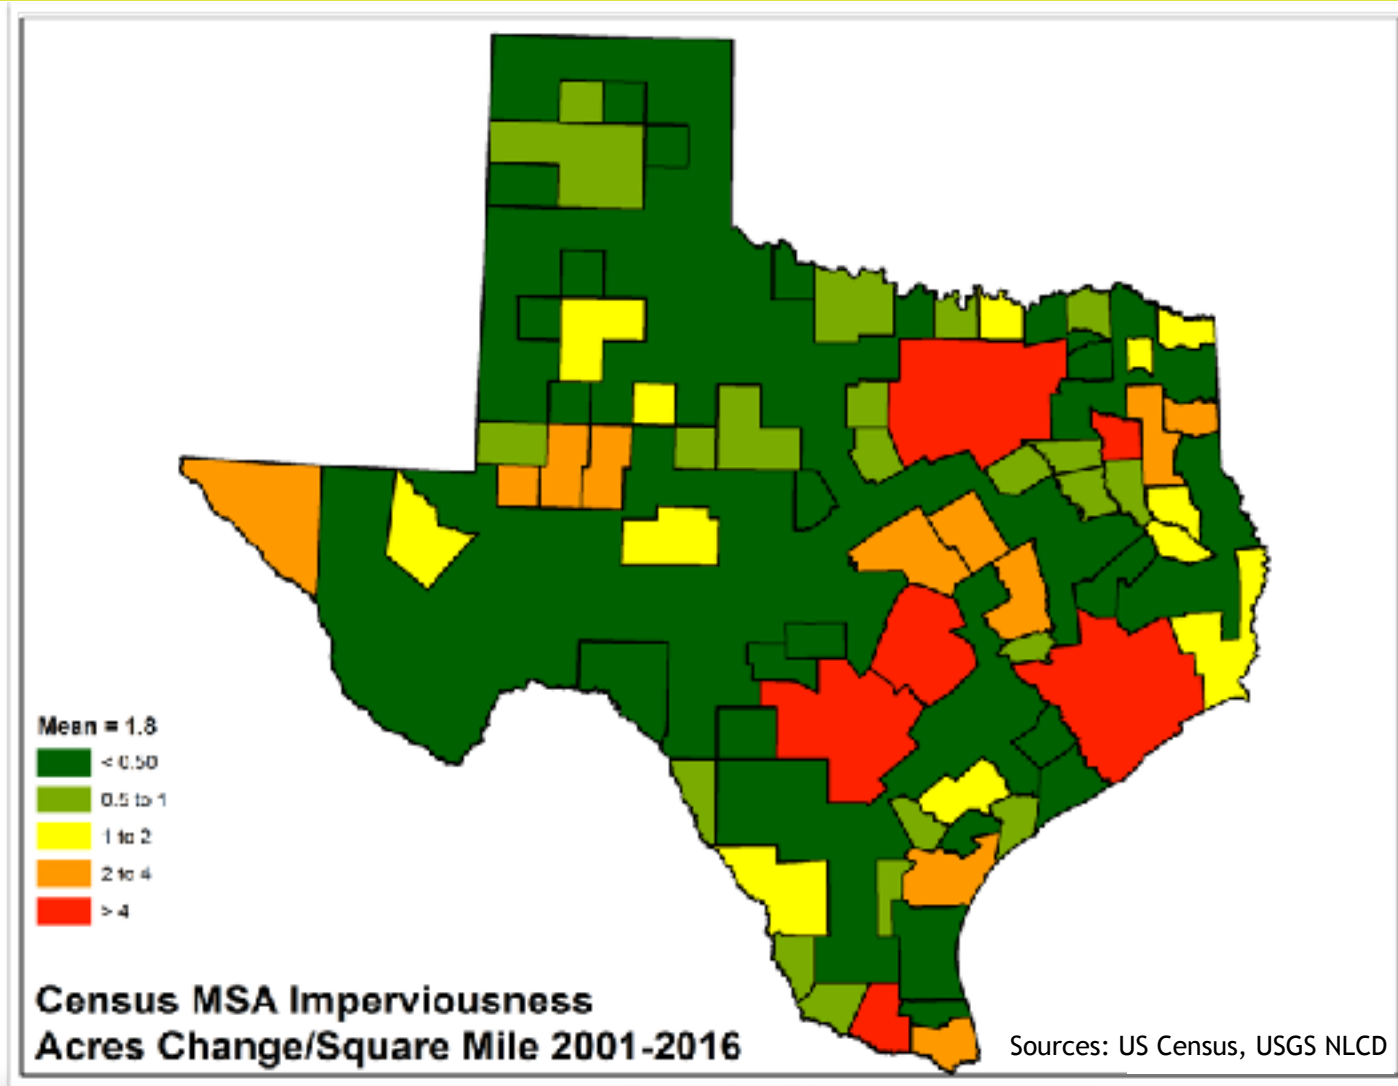 Mean = 1.8
< 0.50
0.5 to 1
1 to 2
2 to 4
> 4
Census MSA Imperviousness
Acres Change/Square Mile 2001-2016
Sources: US Census, USGS NLCD